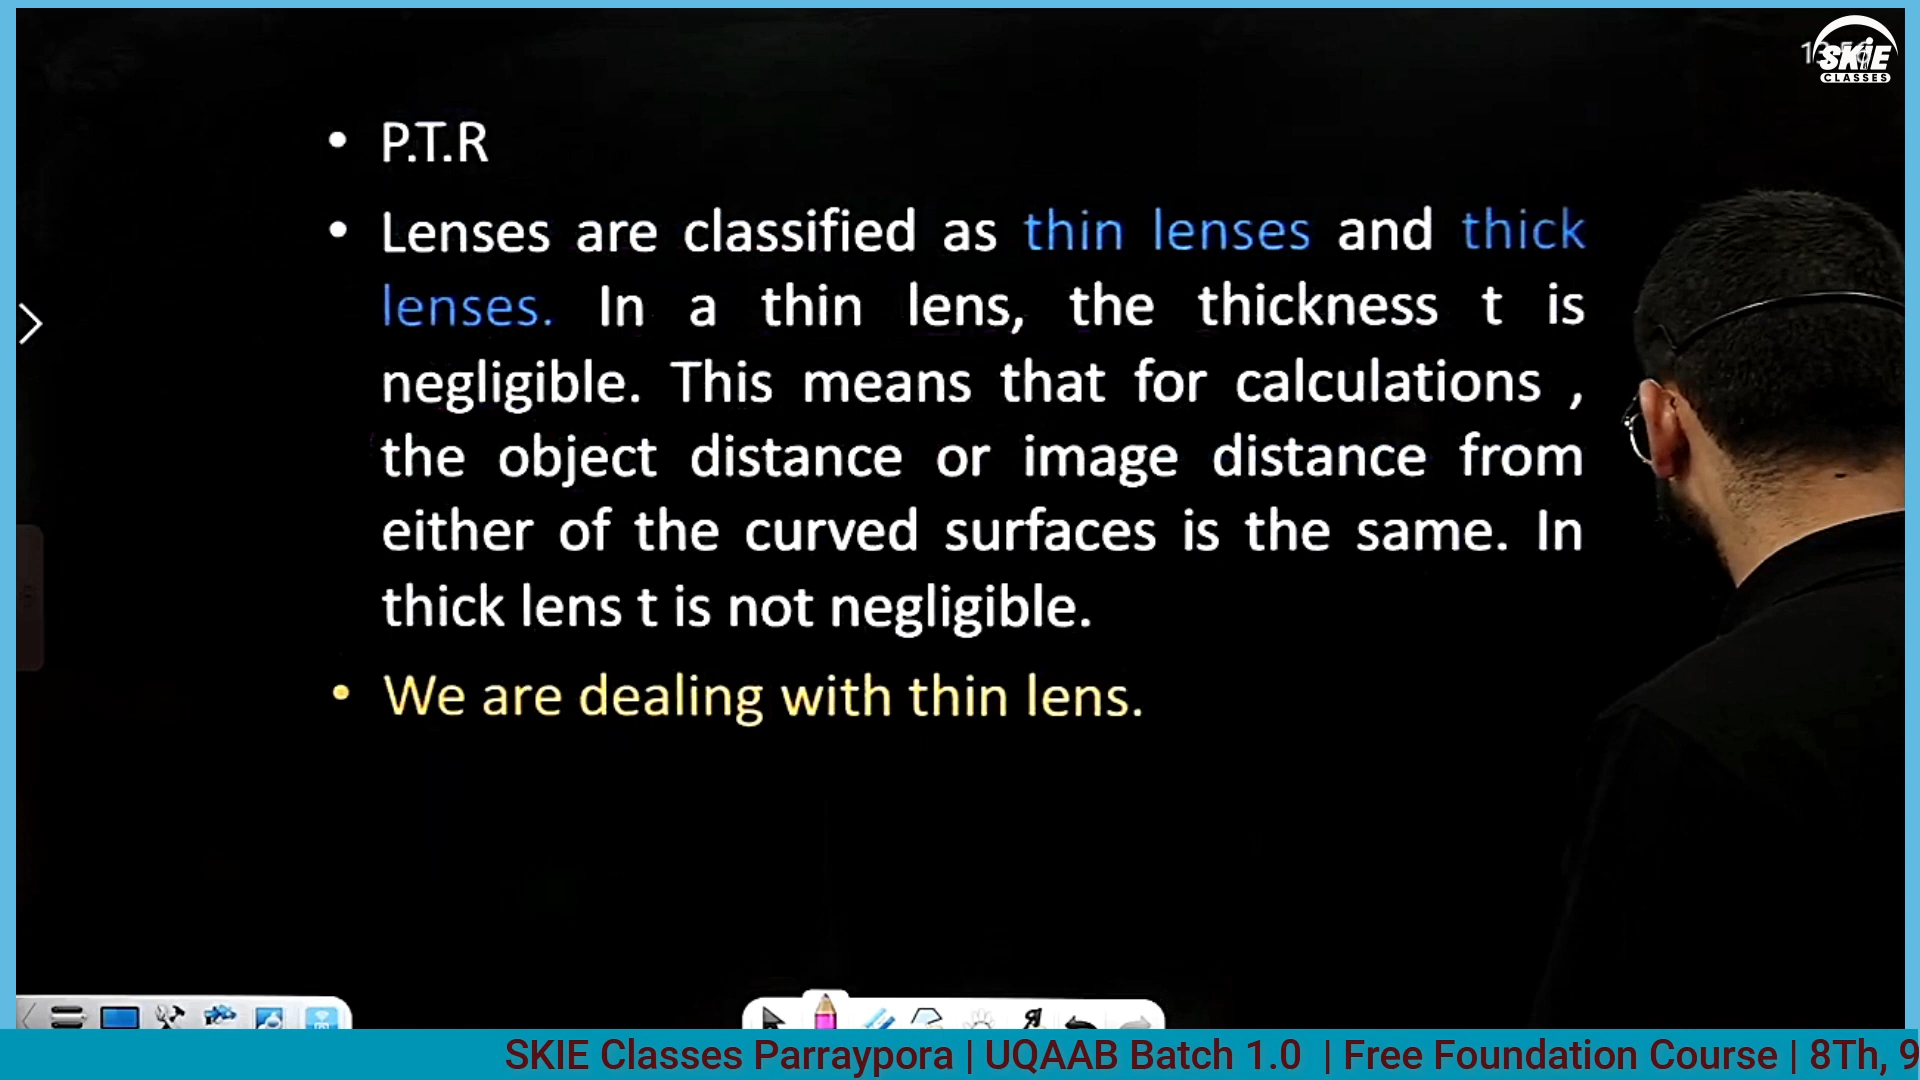 SKiE
CLASSES
• P.T.R
• Lenses are classified as thin lenses and thick
lenses. In a thin lens, the thickness t is
negligible. This means that for calculations ,
the object distance or image distance from
either of the curved surfaces is the same. In
thick lens t is not negligible.
• We are dealing with thin lens.
SKIE Classes Parraypora | UQAAB Batch 1.0 | Free Foundation Course | 8Th, 9